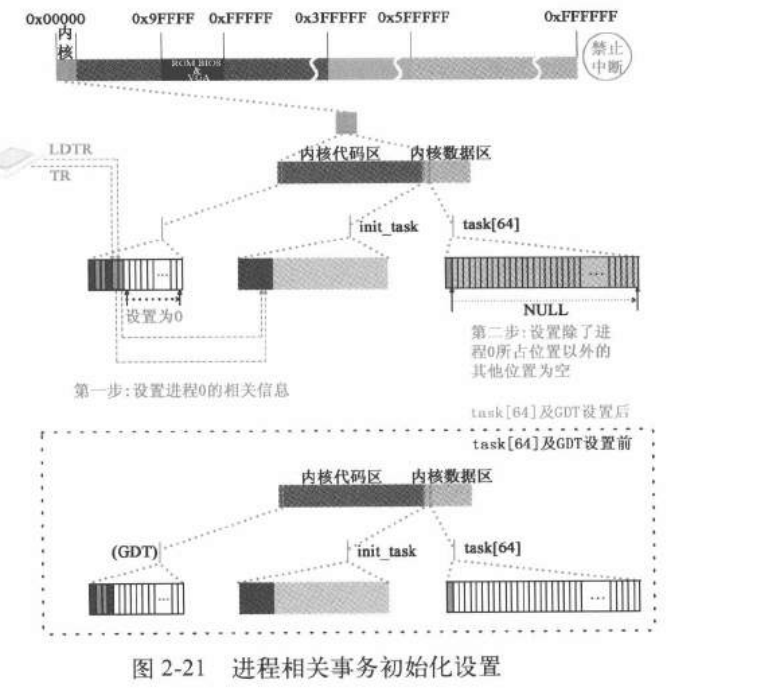 0x00000 0x9FFFF 0xFFFFF 0x3FFFFF 0x5FFFFF 0xFFFFFF
内
核
ROM BIOS
&
VGA
禁止
中断
LDTR
TR
内核代码区 内核数据区
init_task
task[64]
...
...
设置为0
NULL
第二步:设置除了进
程0所占位置以外的
其他位置为空
第一步:设置进程0的相关信息
task[64]及GDT设置后
task[64]及GDT设置前
内核代码区 内核数据区
(GDT)
init_task
task[64]
...
...
图 2-21 进程相关事务初始化设置